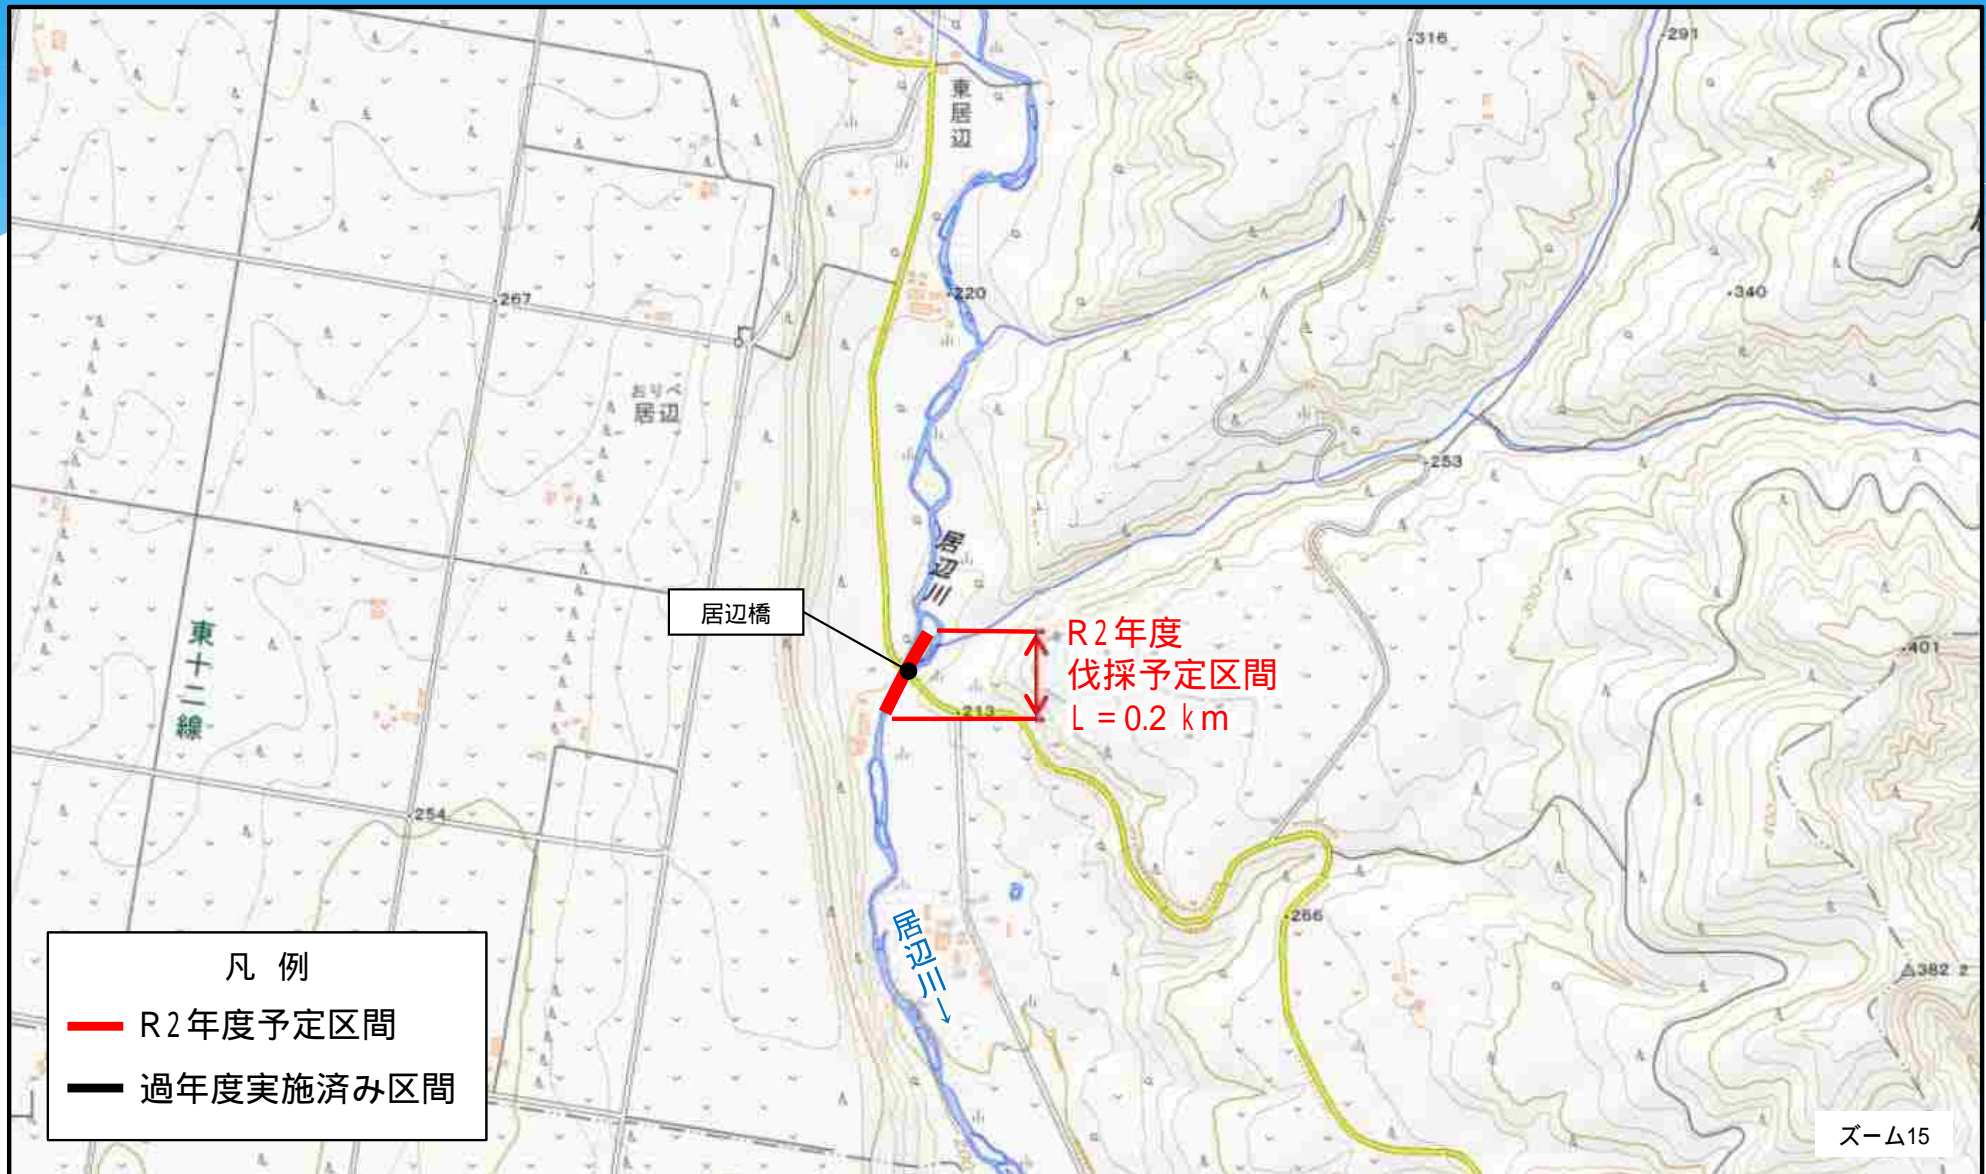 316
291
東居辺
220
267
340
おりべ
居辺
253
居辺川
居辺橋
R2年度
伐採予定区間
L=0.2km
東十二線
401
213
254
266
居辺川→
382 2
凡 例
R2年度予定区間
過年度実施済み区間
ズーム15